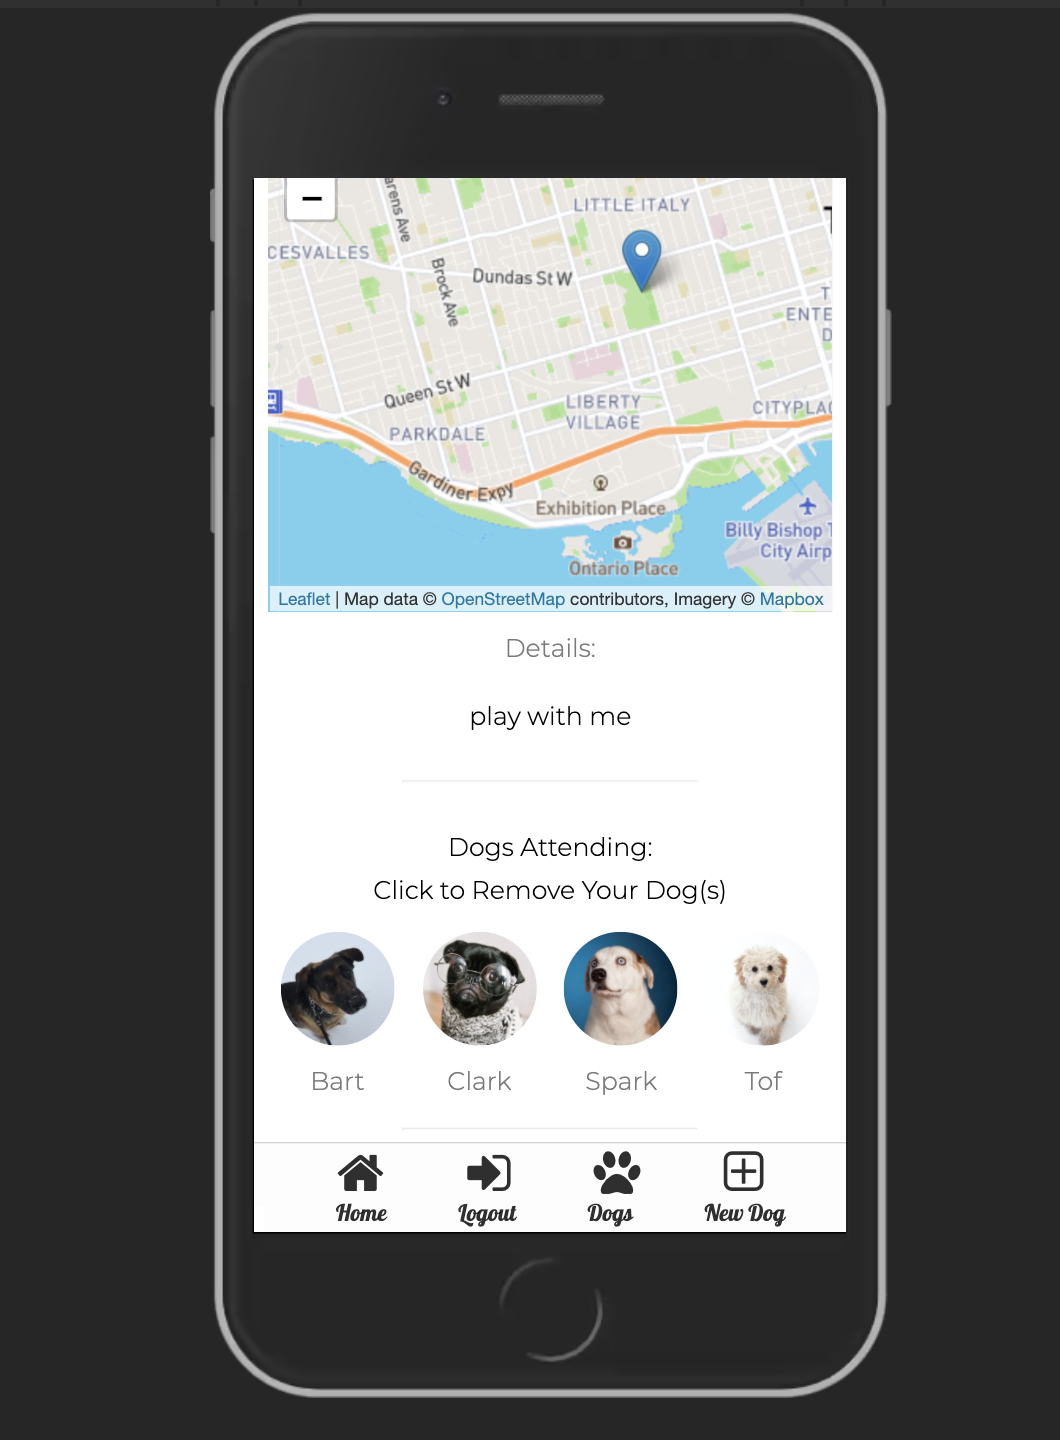 −
arens Ave
LITTLE ITALY
T
CESVALLES
Brock Ave
Dundas St W
T
ENTE
D
Queen St W
LIBERTY
VILLAGE
CITYPLAC
PARKDALE
Gardiner Expy
Exhibition Place
Billy Bishop T
City Airp
Ontario Place
Leaflet | Map data © OpenStreetMap contributors, Imagery © Mapbox
Details:
play with me
Dogs Attending:
Click to Remove Your Dog(s)
Bart Clark Spark Tof
Home Logout Dogs New Dog